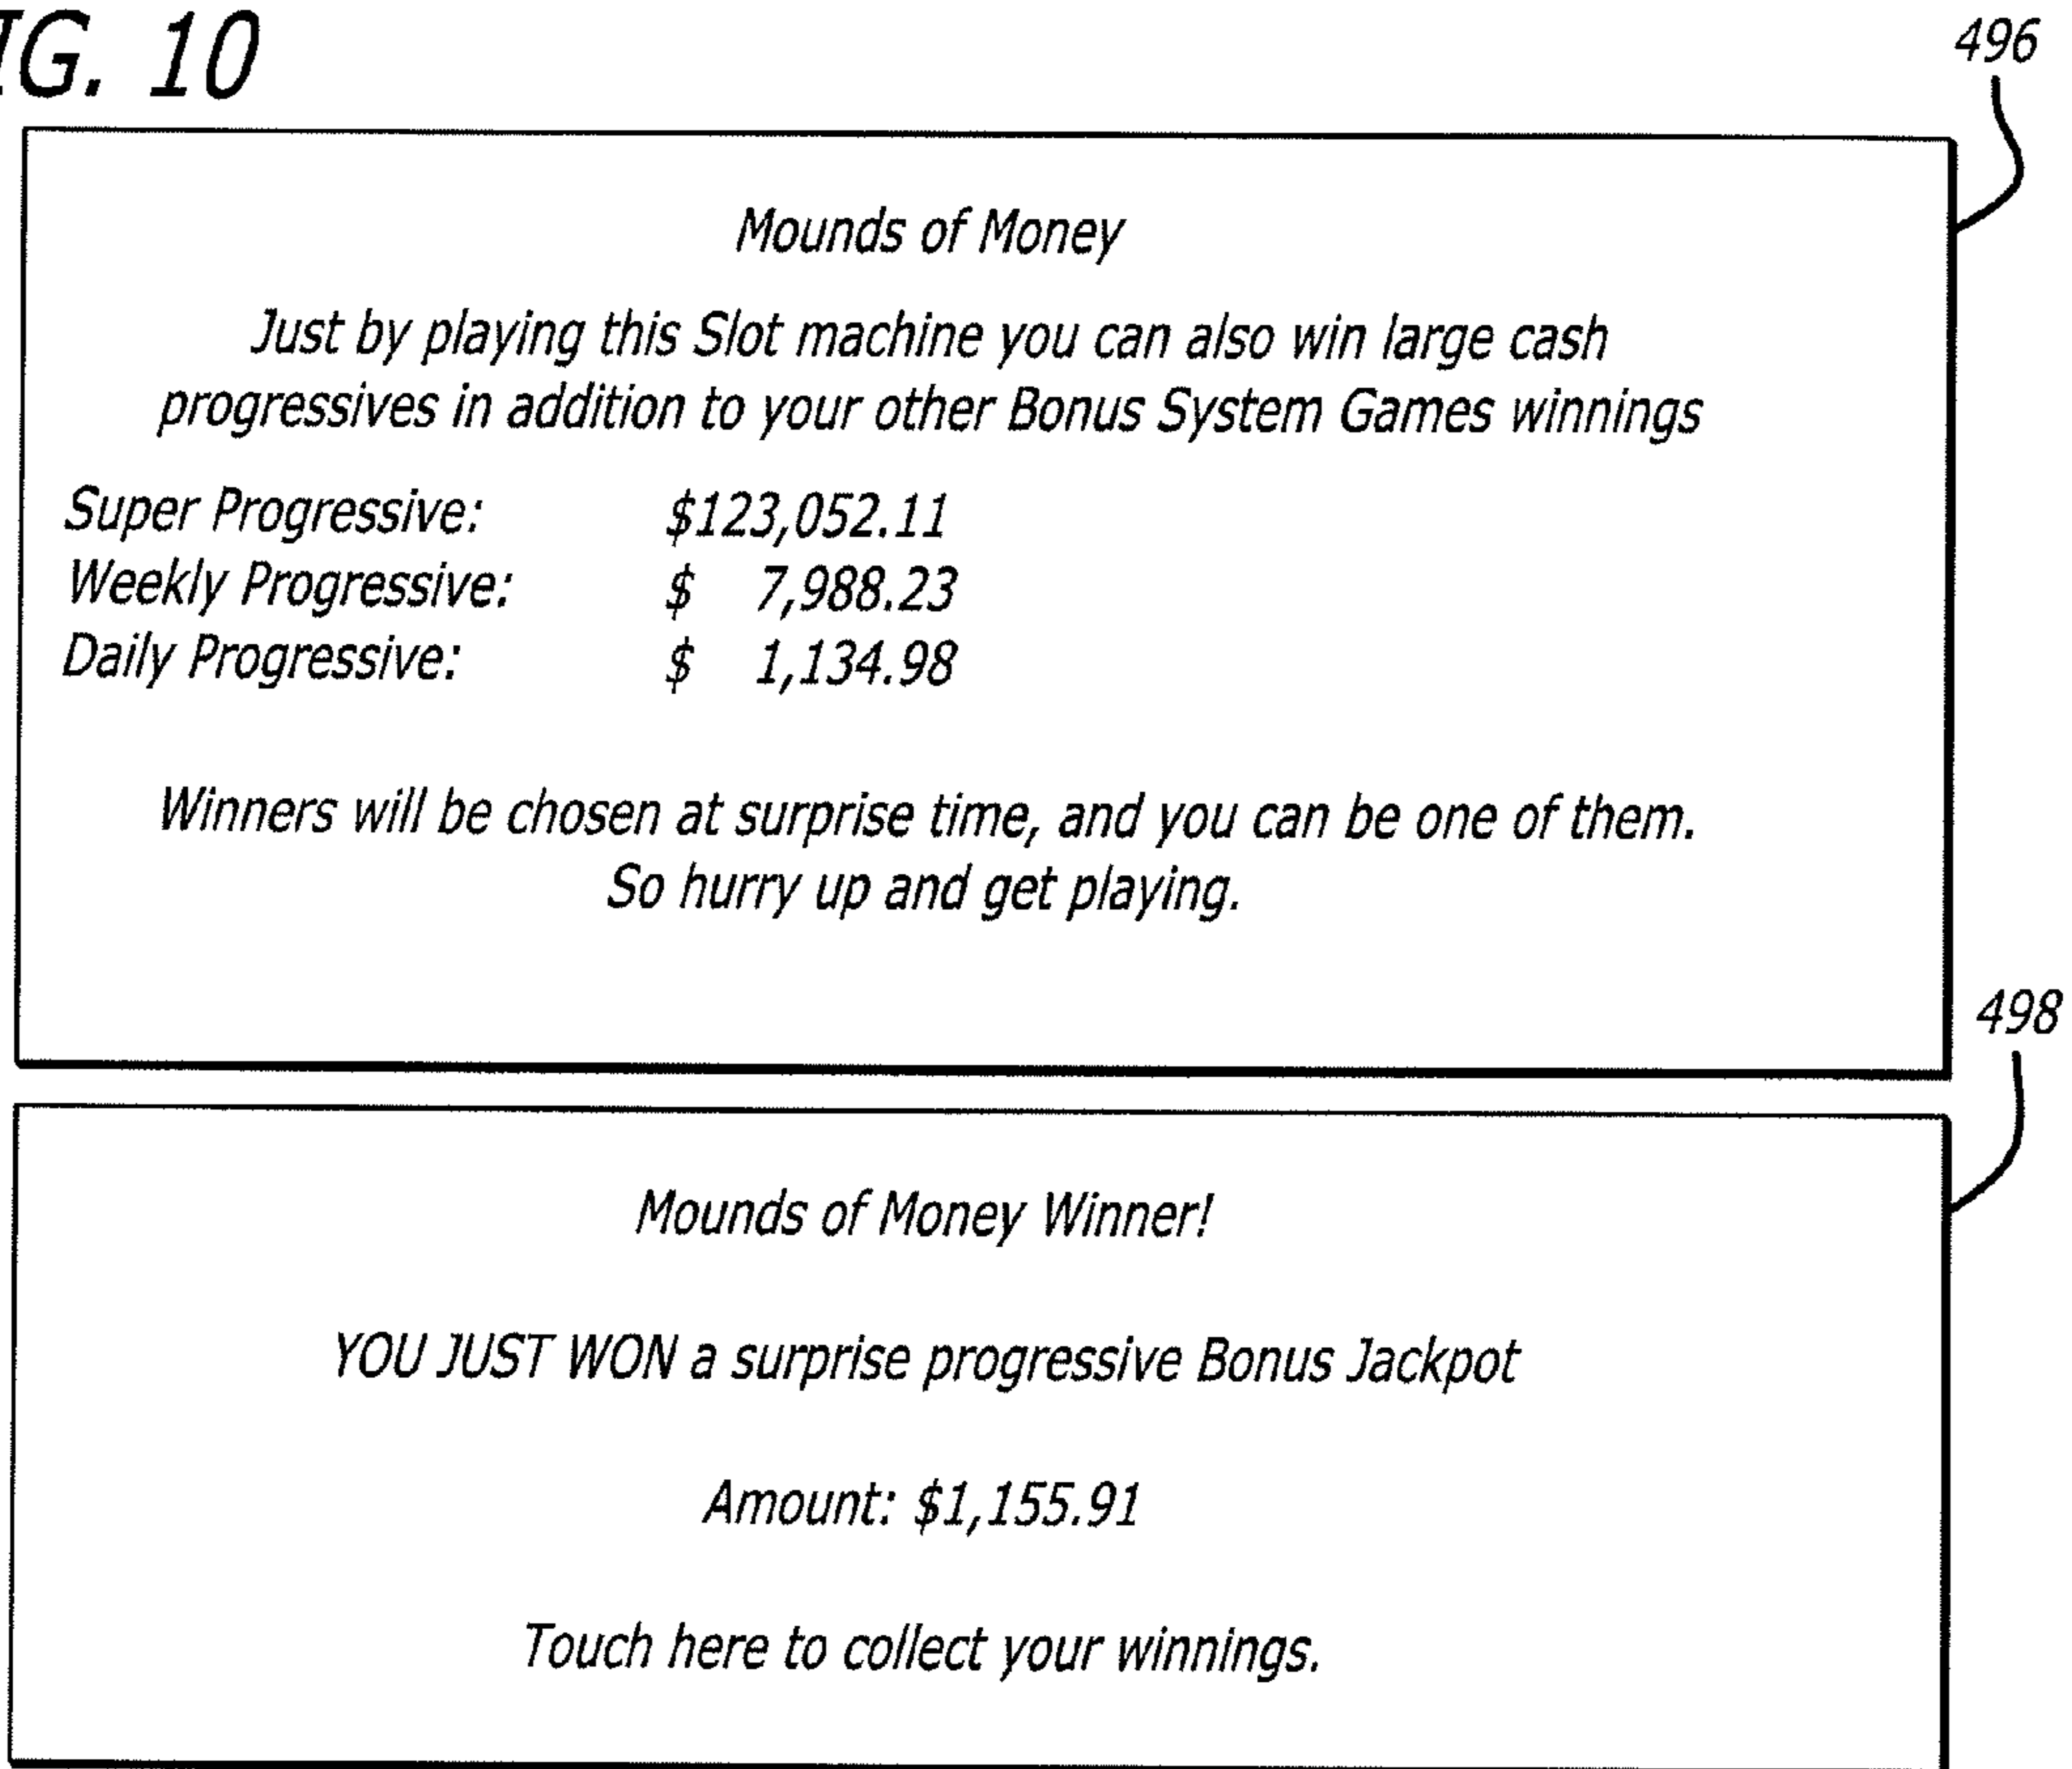 IG. 10
496
Mounds of Money
Just by playing this Slot machine you can also win large cash
progressives in addition to your other Bonus System Games winnings
Super Progressive: $123,052.11
Weekly Progressive: $ 7,988.23
Daily Progressive: $ 1,134.98
Winners will be chosen at surprise time, and you can be one of them.
So hurry up and get playing.
498
Mounds of Money Winner!
YOU JUST WON a surprise progressive Bonus Jackpot
Amount: $1,155.91
Touch here to collect your winnings.